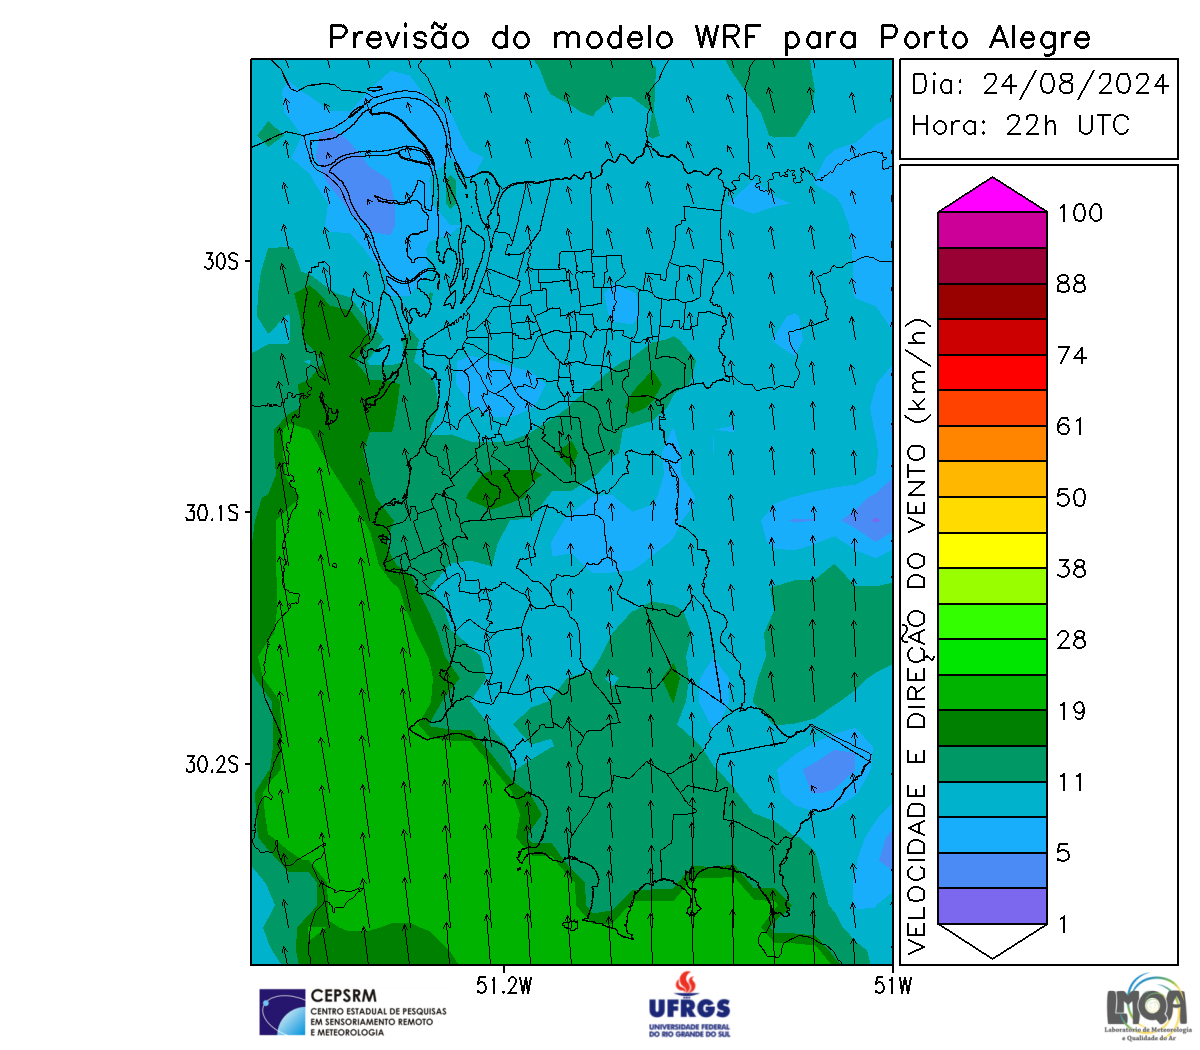 Previsão do modelo WRF para Porto Alegre
Dia: 24/08/2024
Hora: 22h UTC
30S
30.1S
30.2S
51.2W
51W
VELOCIDADE E DIREÇÃO DO VENTO (km/h)
100
88
74
61
50
38
28
19
11
5
1
CEPSRM
CENTRO ESTADUAL DE PESQUISAS
EM SENSORIAMENTO REMOTO
E METEOROLOGIA
UFRGS
UNIVERSIDADE FEDERAL
DO RIO GRANDE DO SUL
LMQA
Laboratório de Meteorologia
e Qualidade do Ar